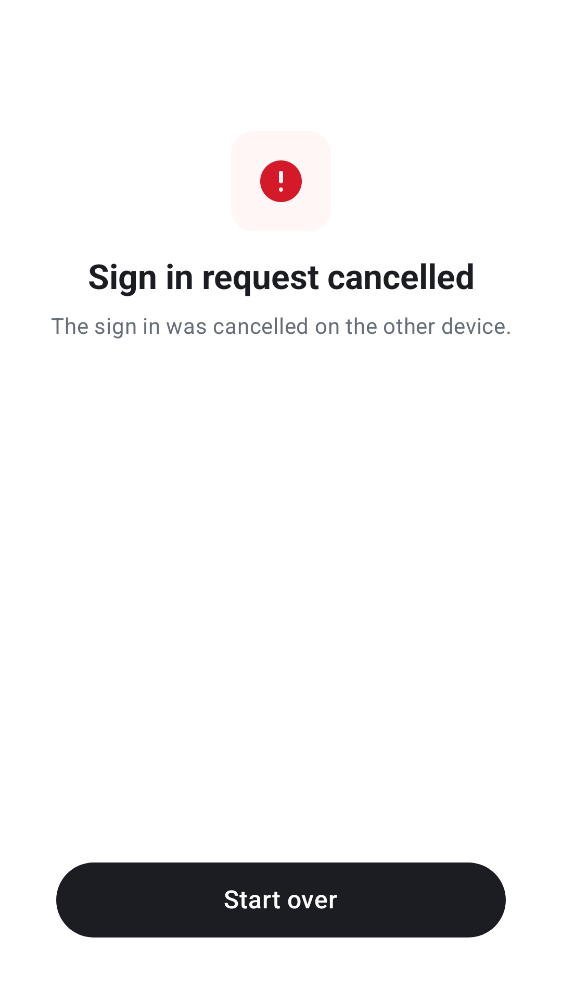 Sign in request cancelled
The sign in was cancelled on the other device.
Start over